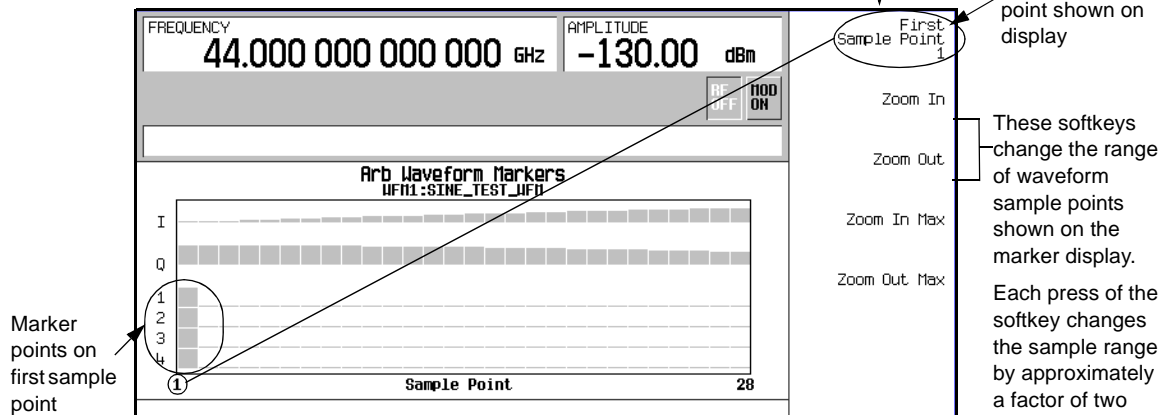 point shown on
display
FREQUENCY
44.000 000 000 000 GHz
AMPLITUDE
-130.00 dBm
RF
OFF
MOD
ON
First
Sample Point
1
Zoom In
Zoom Out
Zoom In Max
Zoom Out Max
Arb Waveform Markers
WFM1:SINE_TEST_WFM
I
Q
1
2
3
4
1
Sample Point
28
Marker
points on
first sample
point
These softkeys
change the range
of waveform
sample points
shown on the
marker display.
Each press of the
softkey changes
the sample range
by approximately
a factor of two